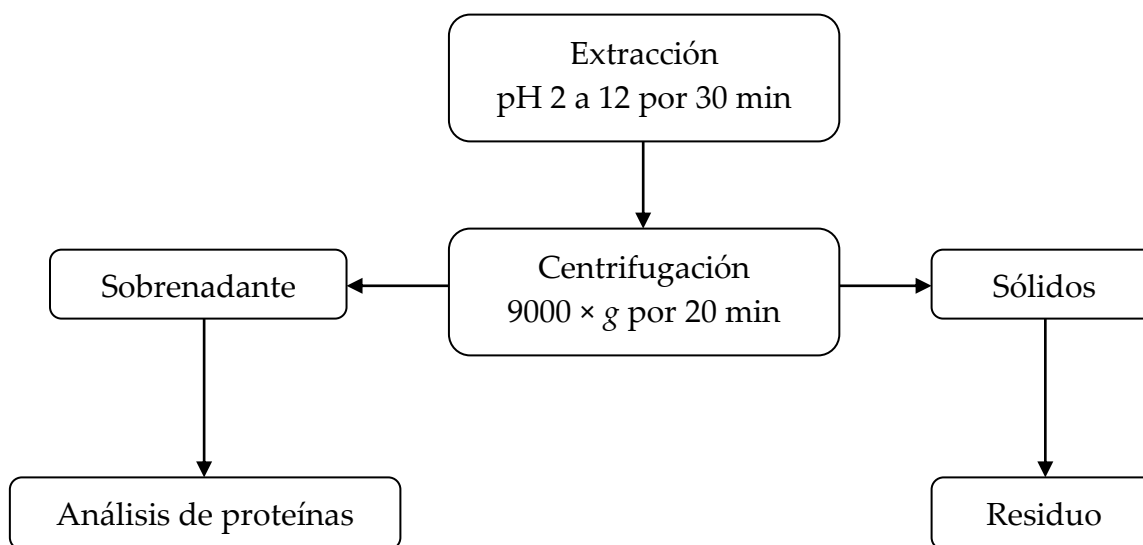 Extracción
pH 2 a 12 por 30 min
Sobrenadante
Centrifugación
9000 × g por 20 min
Sólidos
Análisis de proteínas
Residuo